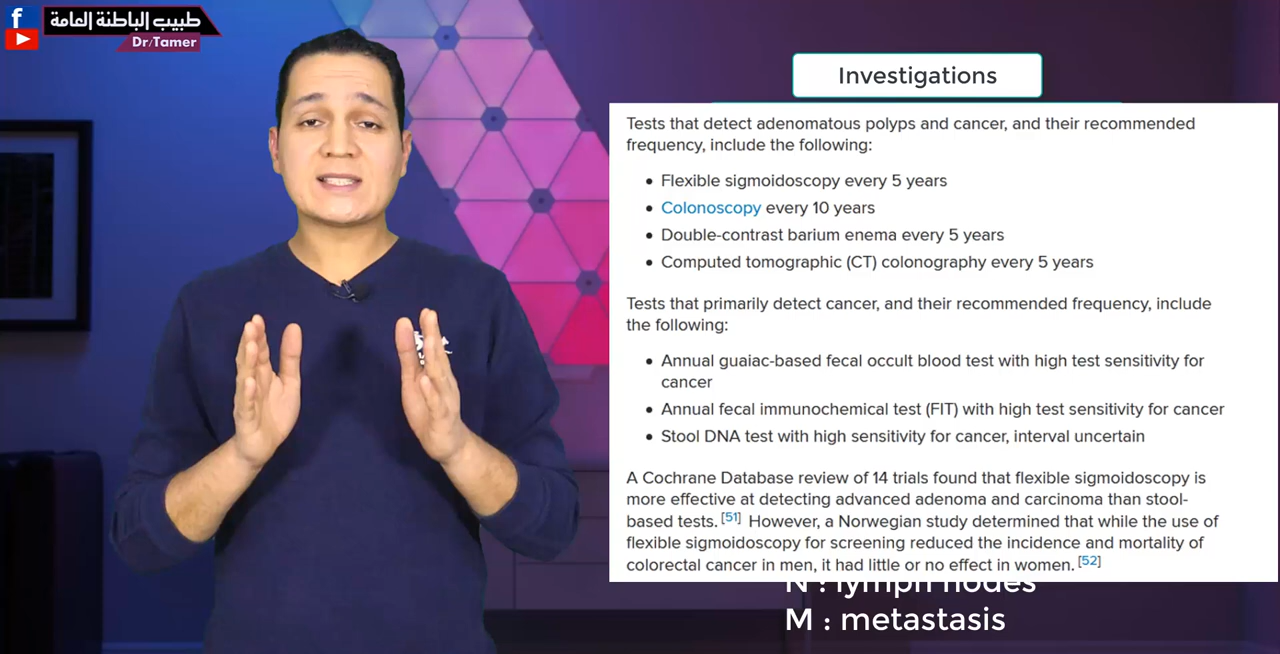 f
طبيب الباطنة العامة
Dr/Tamer
Investigations
Tests that detect adenomatous polyps and cancer, and their recommended
frequency, include the following:
• Flexible sigmoidoscopy every 5 years
• Colonoscopy every 10 years
• Double-contrast barium enema every 5 years
• Computed tomographic (CT) colonography every 5 years
Tests that primarily detect cancer, and their recommended frequency, include
the following:
• Annual guaiac-based fecal occult blood test with high test sensitivity for
cancer
• Annual fecal immunochemical test (FIT) with high test sensitivity for cancer
• Stool DNA test with high sensitivity for cancer, interval uncertain
A Cochrane Database review of 14 trials found that flexible sigmoidoscopy is
more effective at detecting advanced adenoma and carcinoma than stool-
based tests. [51] However, a Norwegian study determined that while the use of
flexible sigmoidoscopy for screening reduced the incidence and mortality of
colorectal cancer in men, it had little or no effect in women. [52]
N : lymph nodes
M : metastasis